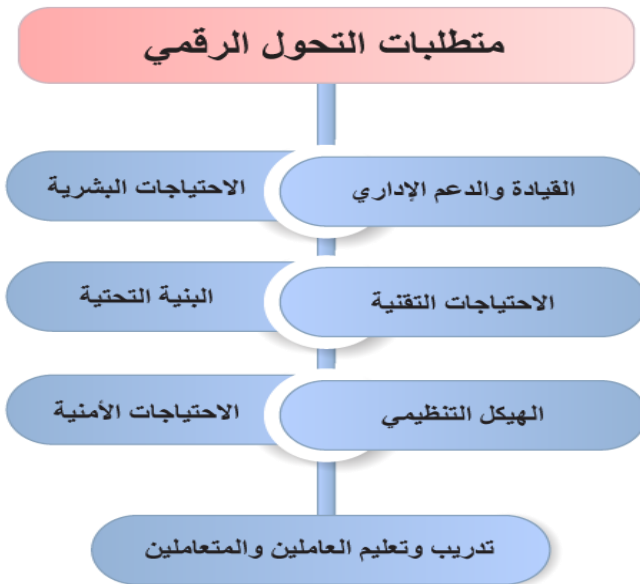 متطلبات التحول الرقمي
القيادة والدعم الإداري
الاحتياجات البشرية
الاحتياجات التقنية
البنية التحتية
الهيكل التنظيمي
الاحتياجات الأمنية
تدريب وتعليم العاملين والمتعاملين